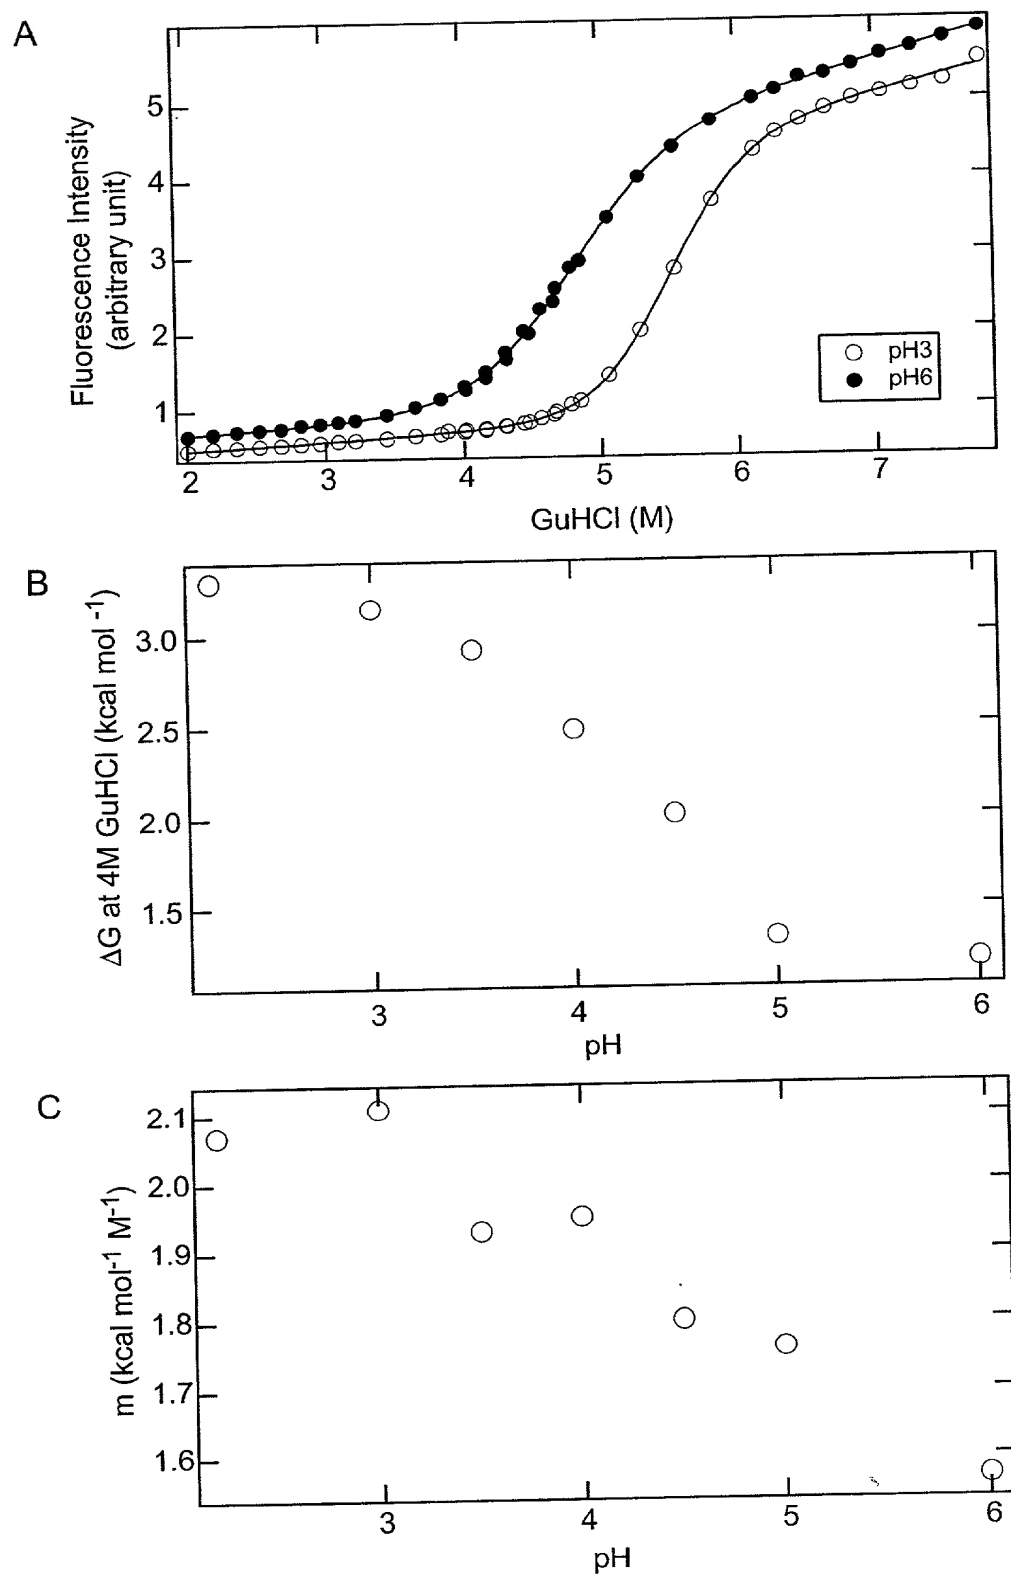 A
Fluorescence Intensity
(arbitrary unit)
5
4
3
2
1
pH3
pH6
2 3 4 5 6 7
GuHCl (M)
B
ΔG at 4M GuHCl (kcal mol⁻¹)
3.0
2.5
2.0
1.5
3 4 5 6
pH
C
m (kcal mol⁻¹ M⁻¹)
2.1
2.0
1.9
1.8
1.7
1.6
3 4 5 6
pH